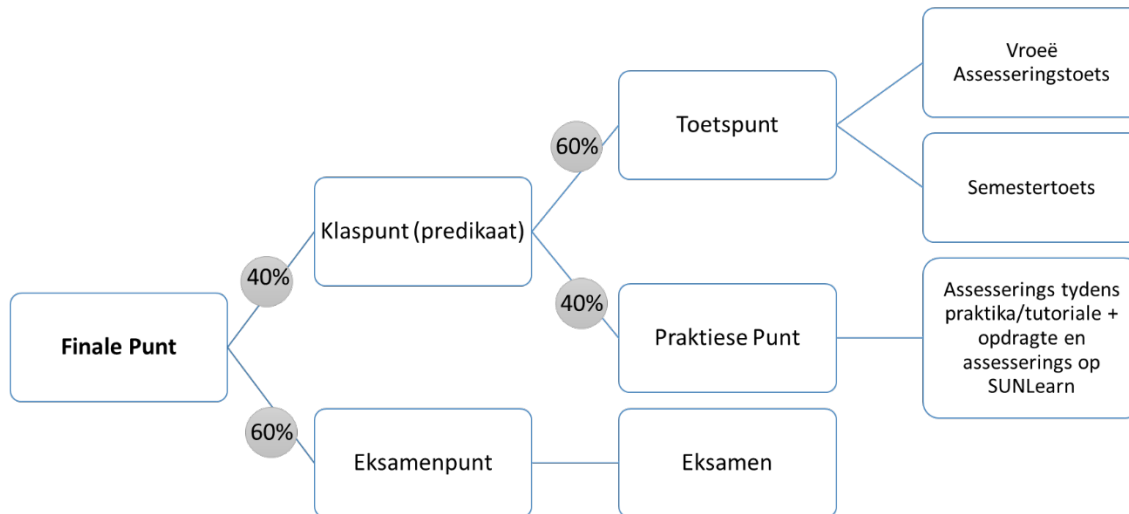 Finale Punt
40%
60%
Klaspunt (predikaat)
Eksamenpunt
60%
40%
Toetspunt
Praktiese Punt
Eksamen
Vroeë
Assesseringstoets
Semestertoets
Assesserings tydens
praktika/tutoriale +
opdragte en
assesserings op
SUNLearn